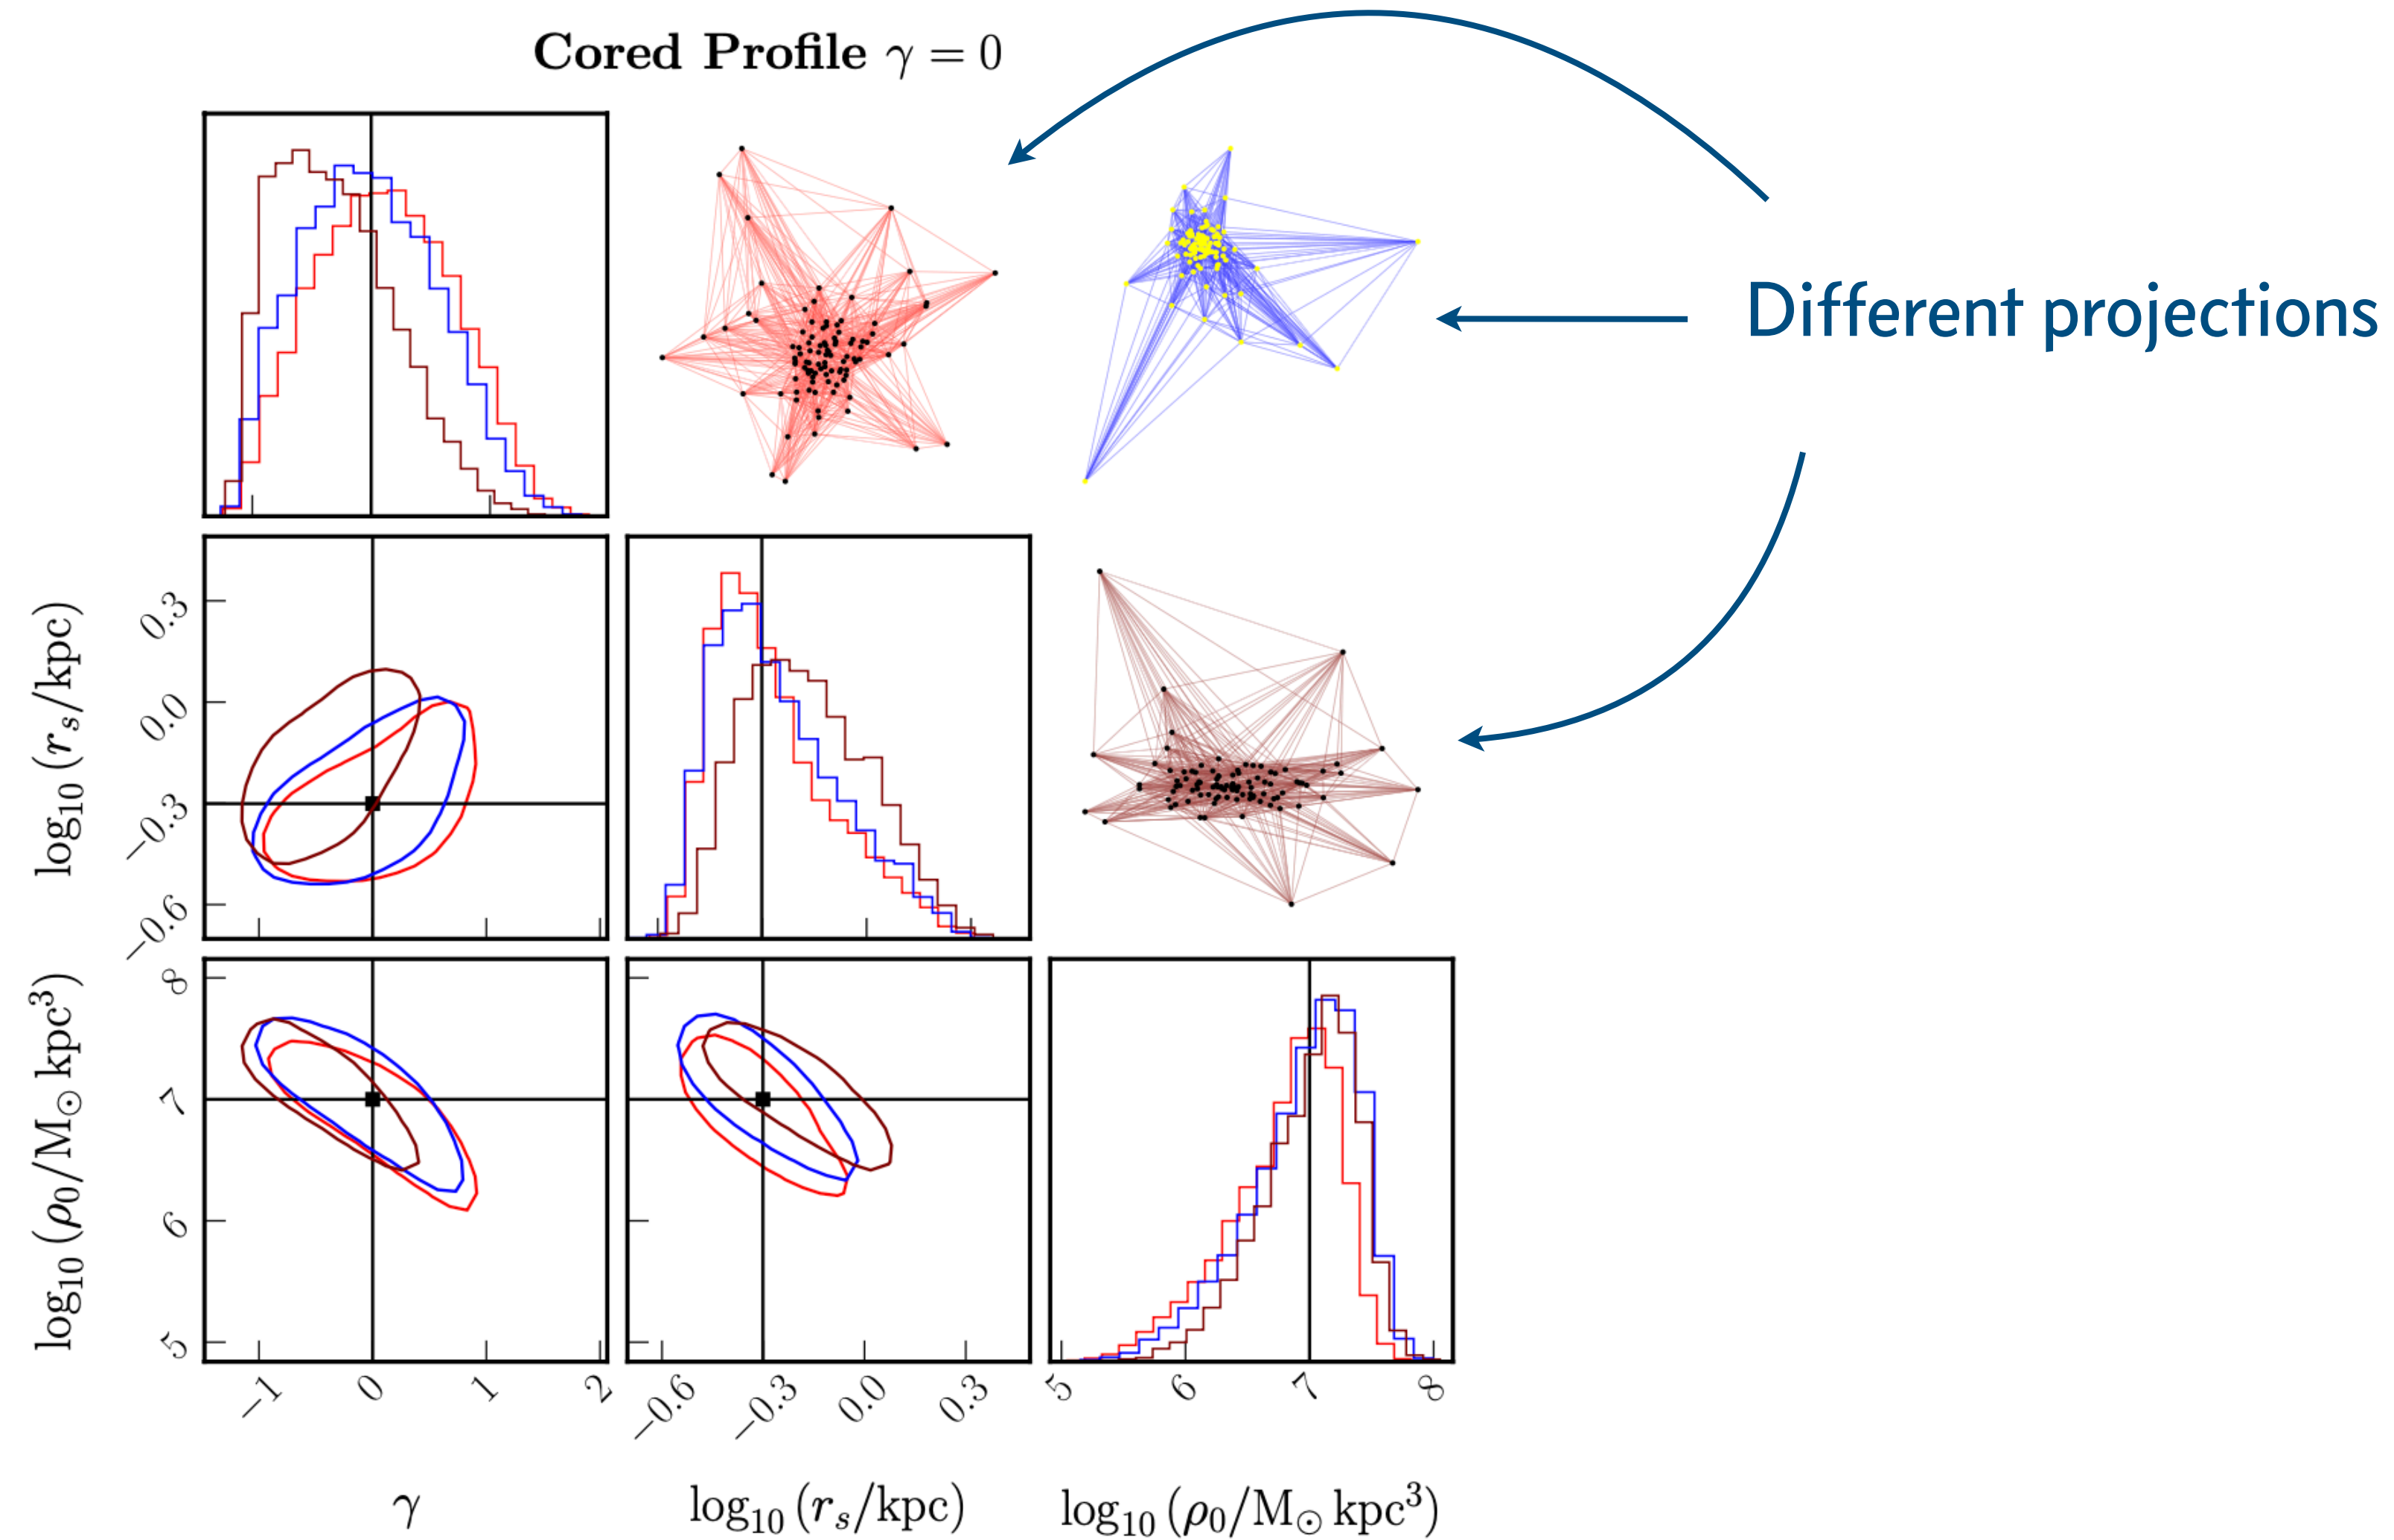 Cored Profile γ = 0
Different projections
log₁₀ (rₛ/kpc)
0.3
0.0
−0.3
−0.6
log₁₀ (ρ₀/M⊙ kpc³)
8
7
6
5
−1 0 1 2
−0.6 −0.3 0.0 0.3
5 6 7 8
γ
log₁₀ (rₛ/kpc)
log₁₀ (ρ₀/M⊙ kpc³)